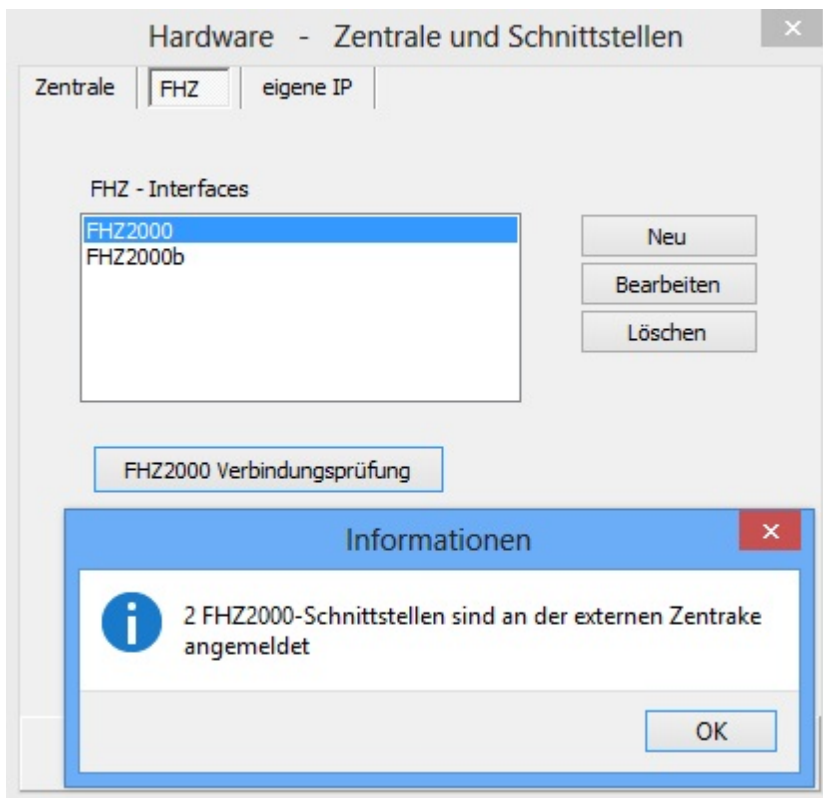 Hardware - Zentrale und Schnittstellen
Zentrale FHZ eigene IP
FHZ - Interfaces
FHZ2000
FHZ2000b
Neu
Bearbeiten
Löschen
FHZ2000 Verbindungsprüfung
Informationen
2 FHZ2000-Schnittstellen sind an der externen Zentrake
angemeldet
OK